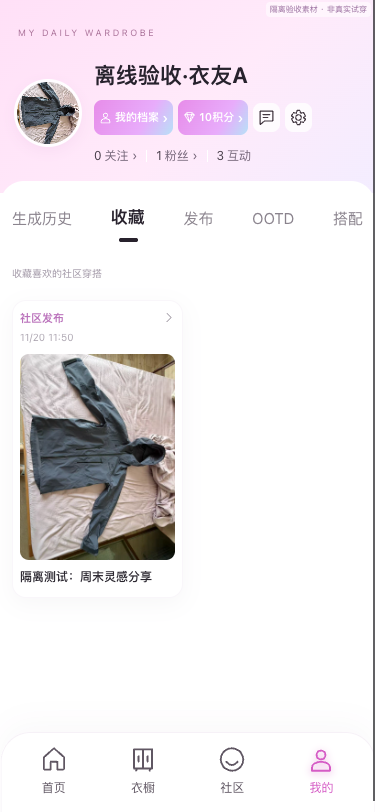 隔离验收素材 · 非真实试穿
MY DAILY WARDROBE
离线验收·衣友A
我的档案 ›
10积分 ›
0 关注 › 1 粉丝 › 3 互动
生成历史 收藏 发布 OOTD 搭配
收藏喜欢的社区穿搭
社区发布
11/20 11:50
隔离测试：周末灵感分享
首页 衣橱 社区 我的